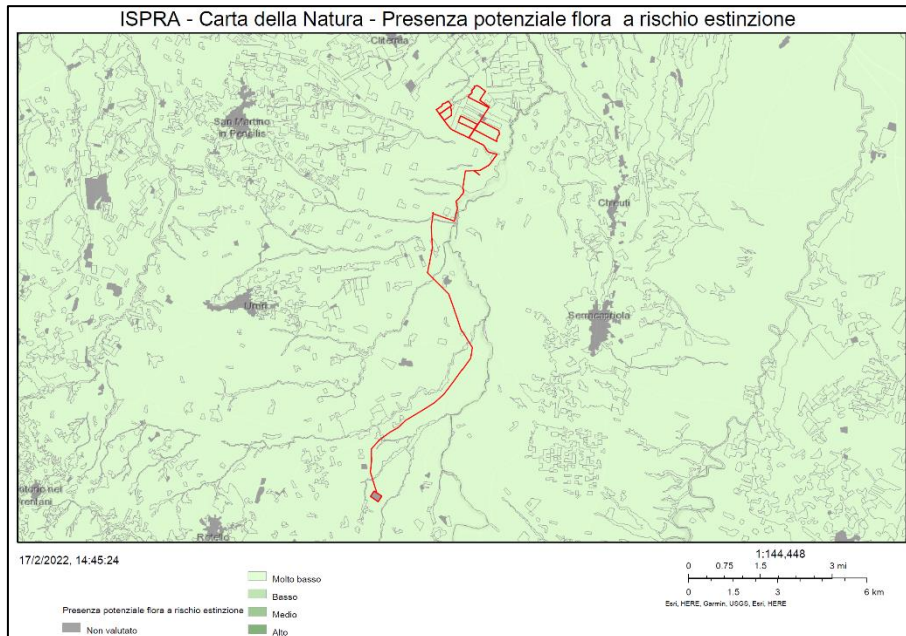 ISPRA - Carta della Natura - Presenza potenziale flora a rischio estinzione
Cliternia
San Martino
in Pensilis
Chieuti
Ururi
Serracapriola
Rotello
17/2/2022, 14:45:24
1:144,448
0 0.75 1.5 3 mi
0 1.5 3 6 km
Esri, HERE, Garmin, USGS, Esri, HERE
Presenza potenziale flora a rischio estinzione
Non valutato
Molto basso
Basso
Medio
Alto